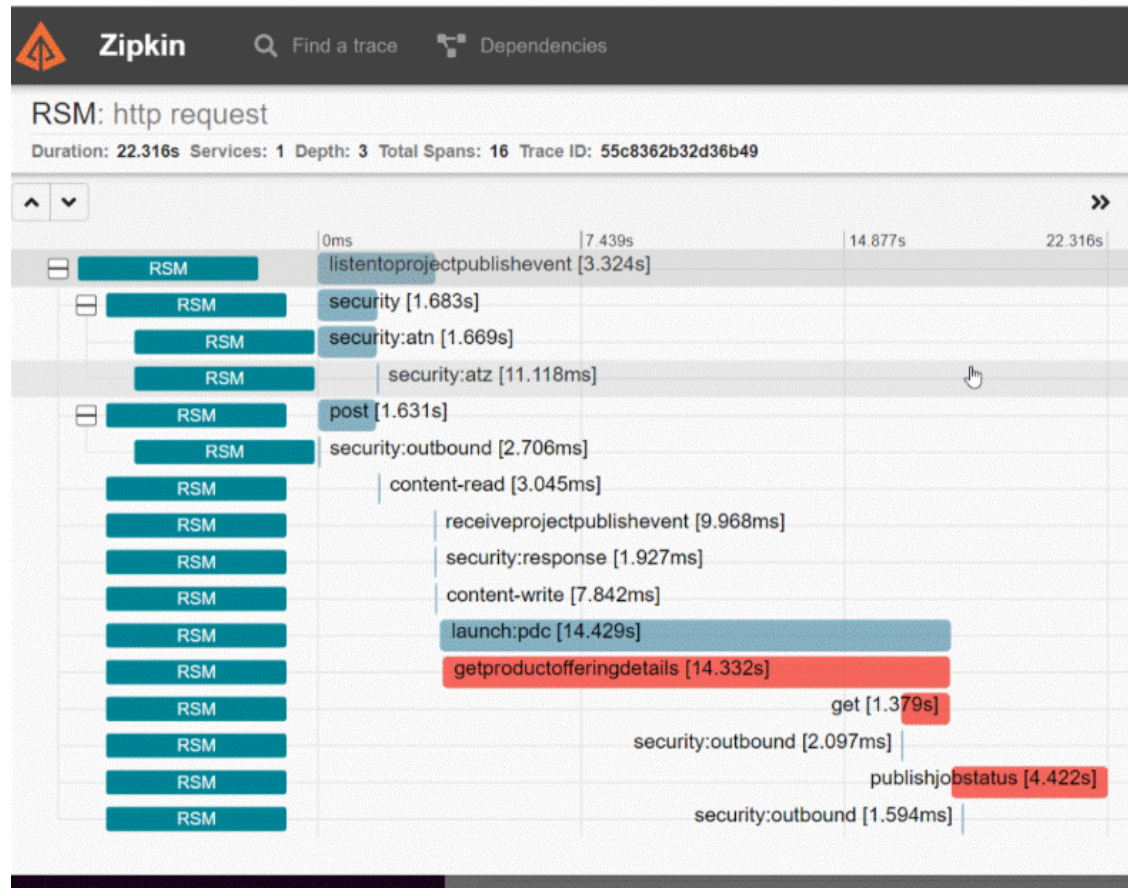 Zipkin Find a trace Dependencies
RSM: http request
Duration: 22.316s Services: 1 Depth: 3 Total Spans: 16 Trace ID: 55c8362b32d36b49
0ms 7.439s 14.877s 22.316s
RSM listentoprojectpublishevent [3.324s]
RSM security [1.683s]
RSM security:atn [1.669s]
RSM security:atz [11.118ms]
RSM post [1.631s]
RSM security:outbound [2.706ms]
RSM content-read [3.045ms]
RSM receiveprojectpublishevent [9.968ms]
RSM security:response [1.927ms]
RSM content-write [7.842ms]
RSM launch:pdc [14.429s]
RSM getproductofferingdetails [14.332s]
RSM get [1.379s]
RSM security:outbound [2.097ms]
RSM publishjobstatus [4.422s]
RSM security:outbound [1.594ms]